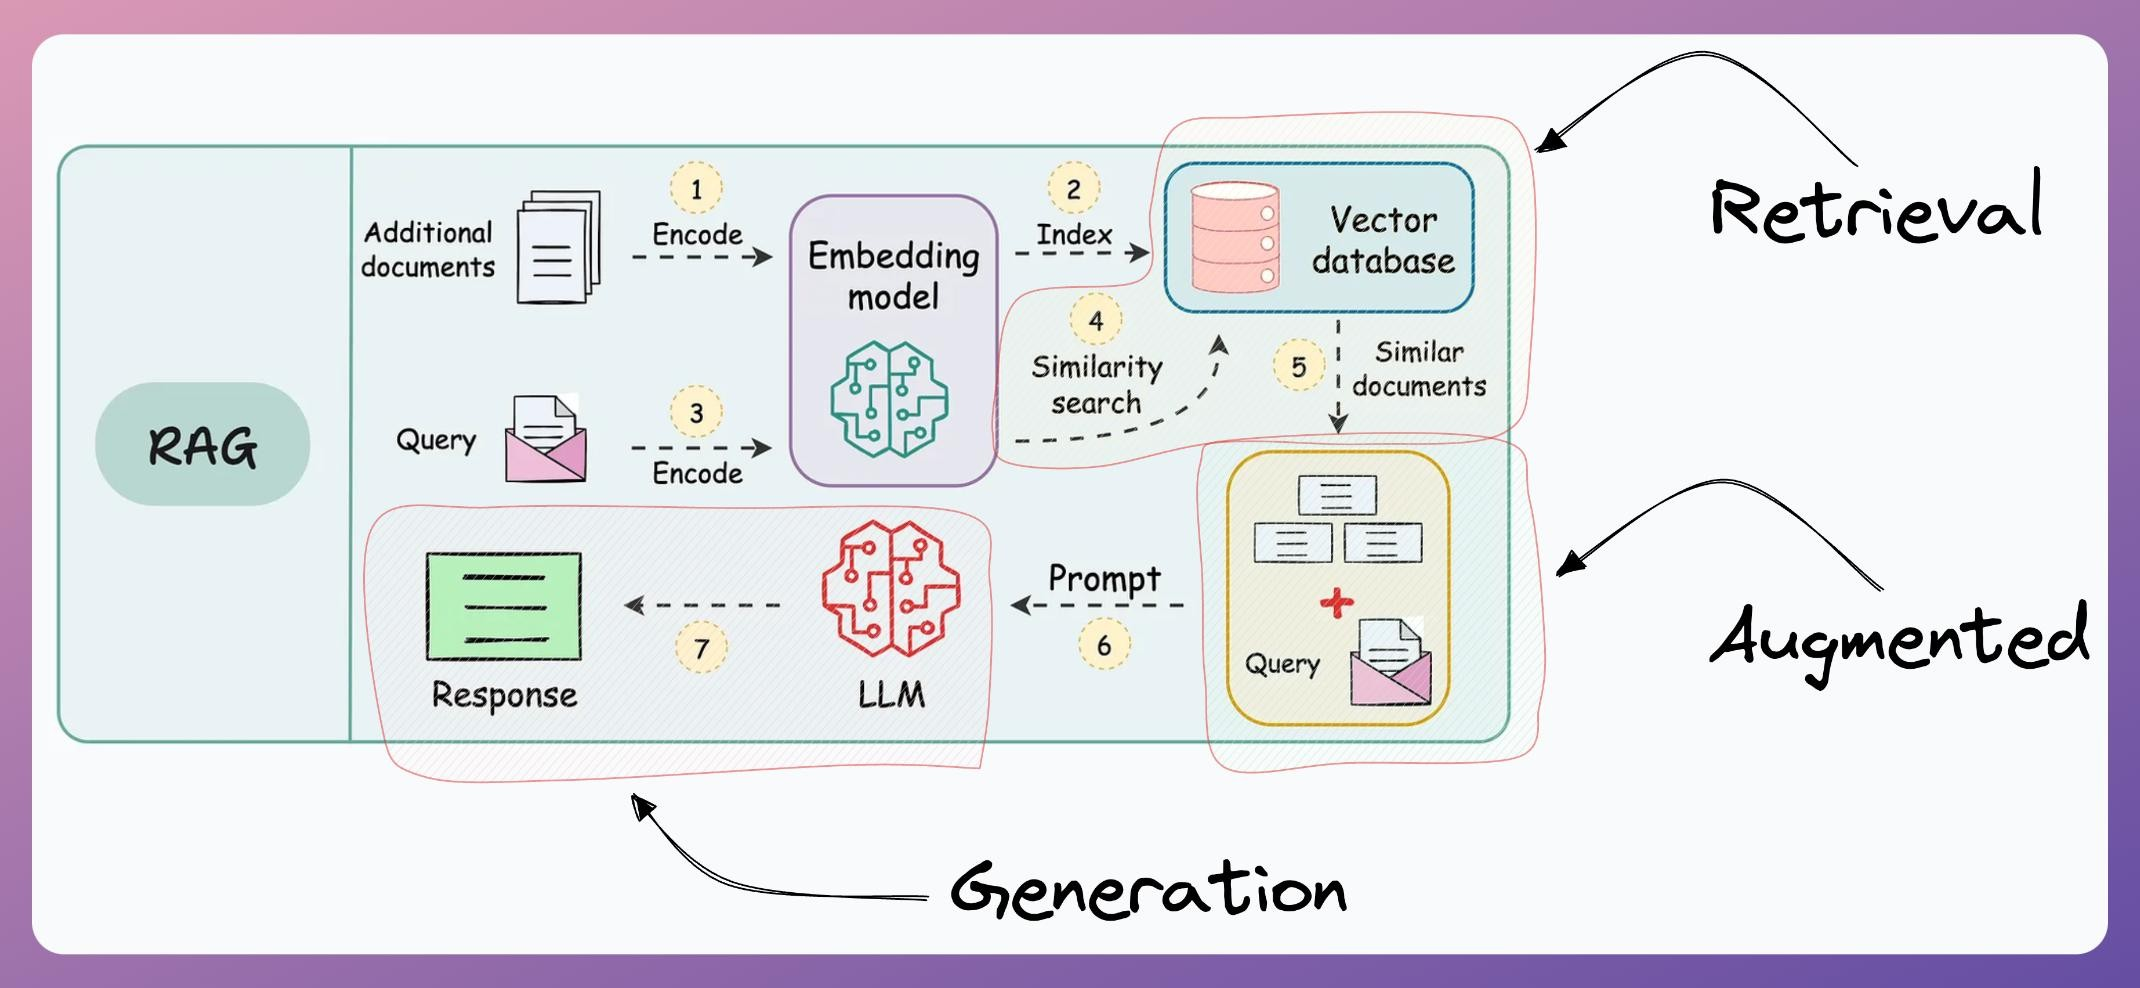 RAG
Additional
documents
1
Encode
Embedding
model
2
Index
Vector
database
Retrieval
Query
3
Encode
4
Similarity
search
5
Similar
documents
Query
Augmented
Prompt
6
LLM
7
Response
Generation